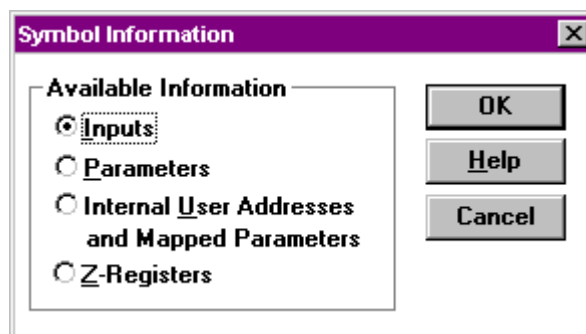 Symbol Information
Available Information
Inputs
Parameters
Internal User Addresses
and Mapped Parameters
Z-Registers
OK
Help
Cancel